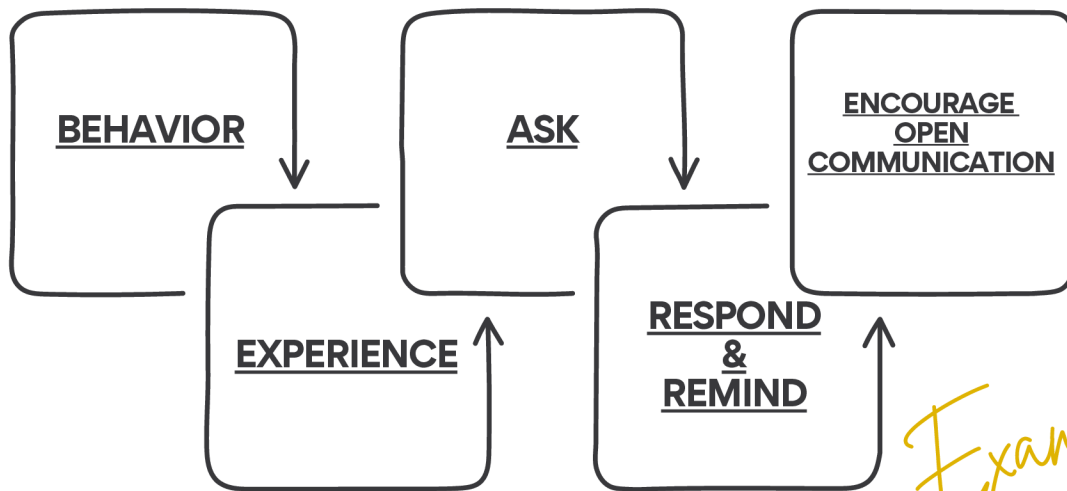 BEHAVIOR
EXPERIENCE
ASK
RESPOND
&
REMIND
ENCOURAGE
OPEN
COMMUNICATION